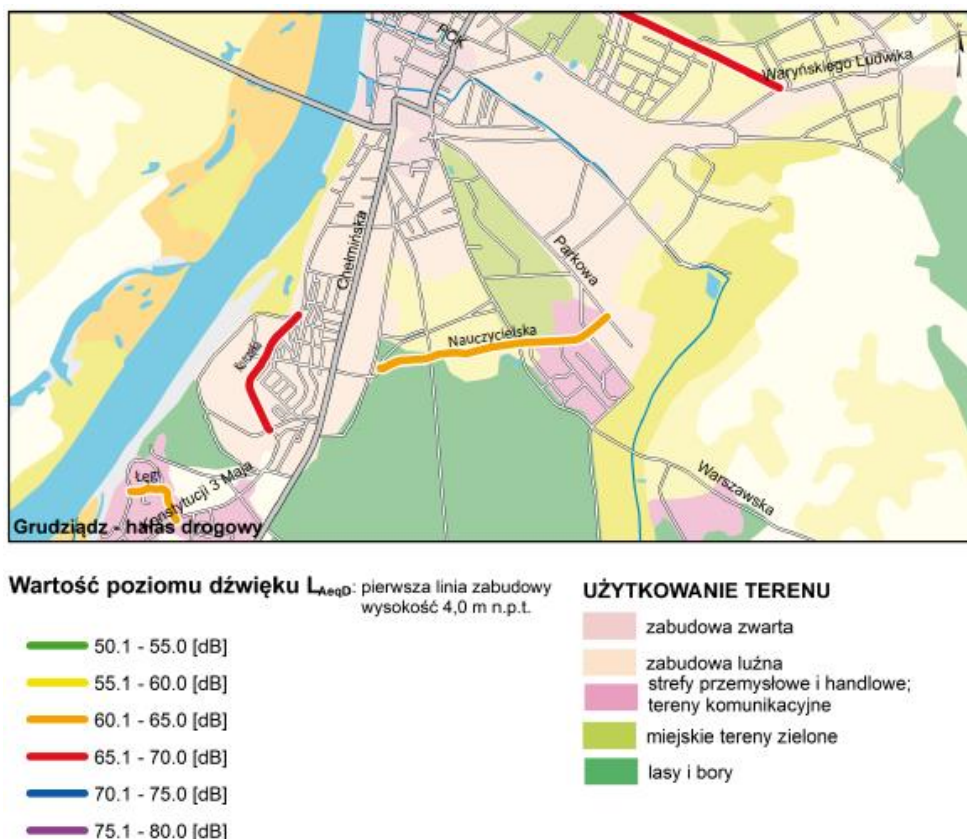 PCK
Waryńskiego Ludwika
Chełmińska
Parkowa
Nauczycielska
Łęgi
Konstytucji 3 Maja
Warszawska
Grudziądz - hałas drogowy
Wartość poziomu dźwięku LAeqD: pierwsza linia zabudowy
wysokość 4,0 m n.p.t.
50.1 - 55.0 [dB]
55.1 - 60.0 [dB]
60.1 - 65.0 [dB]
65.1 - 70.0 [dB]
70.1 - 75.0 [dB]
75.1 - 80.0 [dB]
UŻYTKOWANIE TERENU
zabudowa zwarta
zabudowa luźna
strefy przemysłowe i handlowe;
tereny komunikacyjne
miejskie tereny zielone
lasy i bory